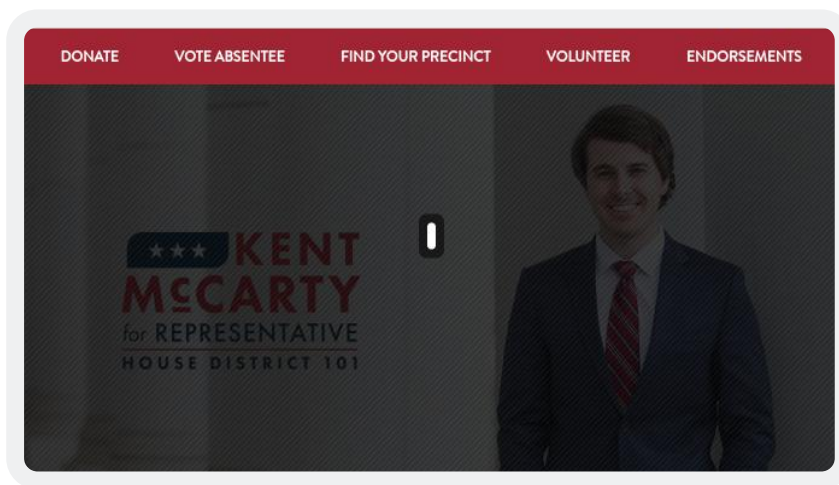 DONATE VOTE ABSENTEE FIND YOUR PRECINCT VOLUNTEER ENDORSEMENTS
KENT
McCARTY
for REPRESENTATIVE
HOUSE DISTRICT 101